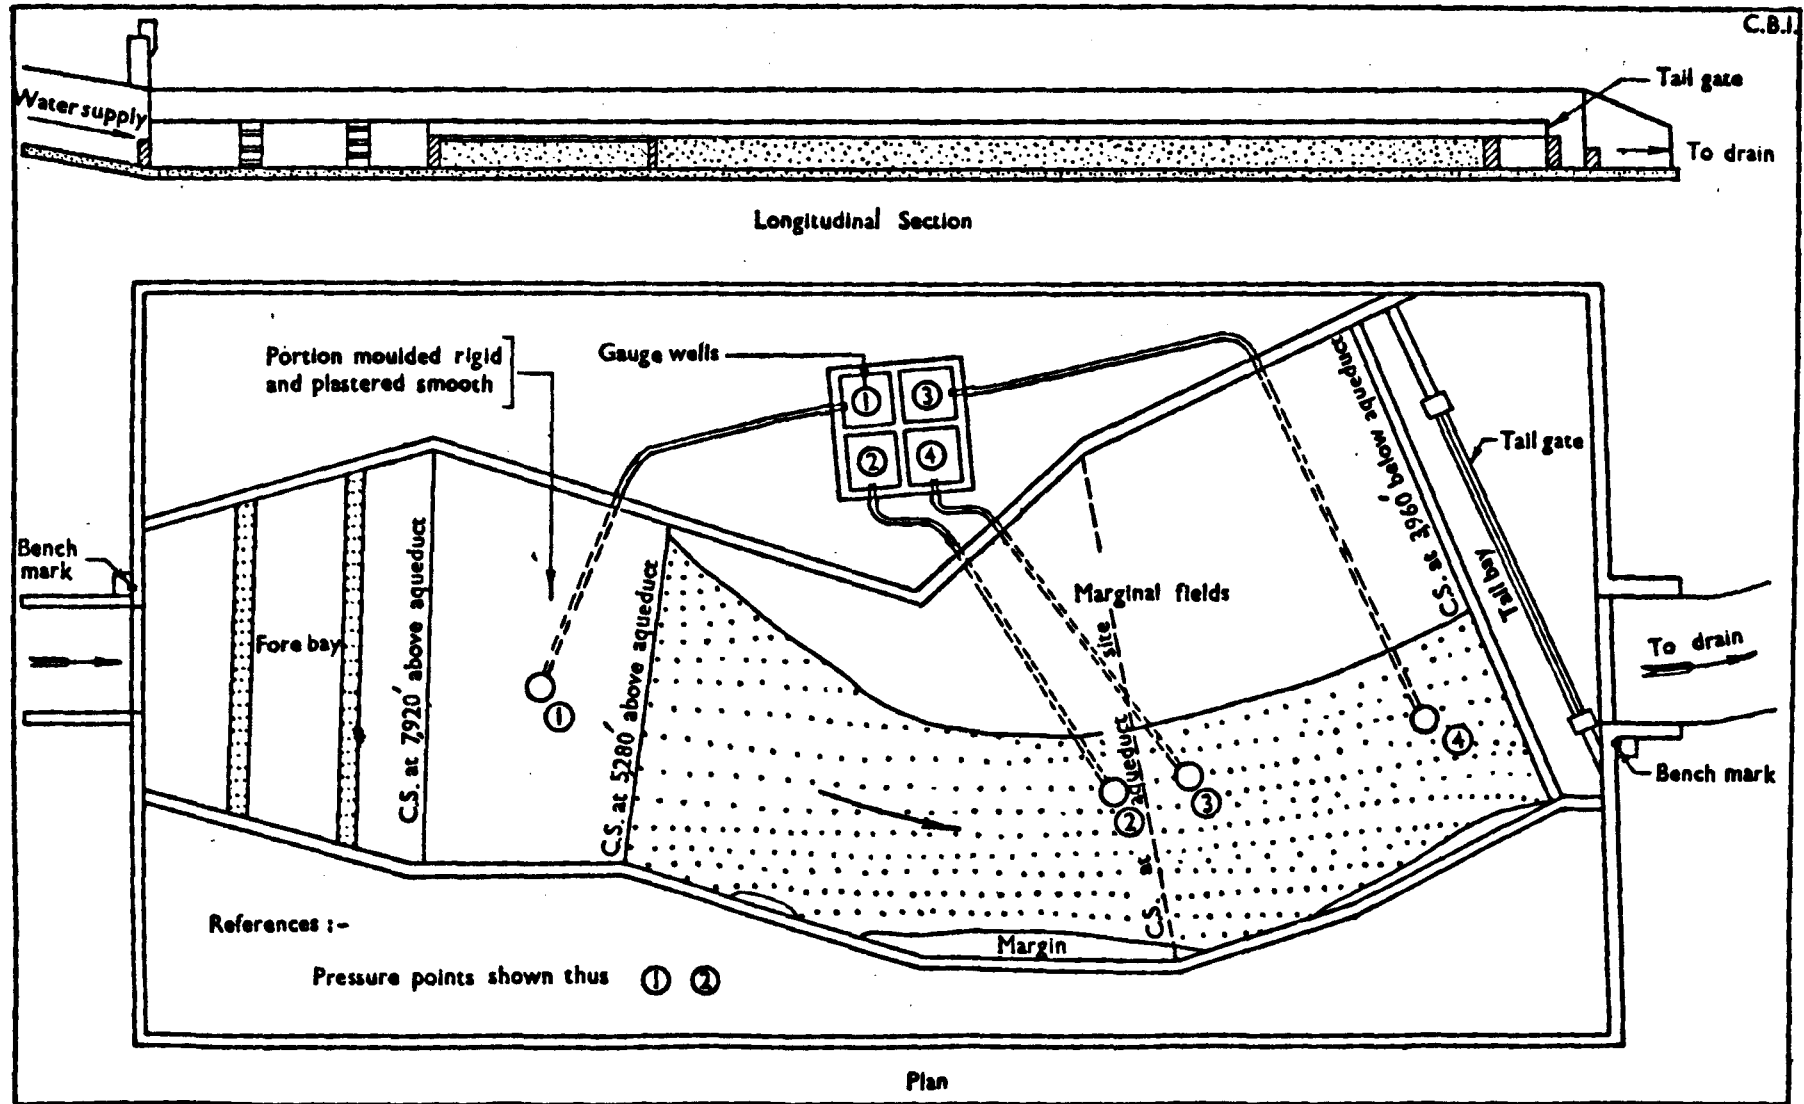 C.B.I.
Tail gate
Water supply
To drain
Longitudinal Section
Portion moulded rigid
and plastered smooth
Gauge wells
1
3
2
4
C.S. at 3,960′ below aqueduct
Tail gate
Bench
mark
Fore bay
C.S. at 7,920′ above aqueduct
C.S. at 5280′ above aqueduct
Marginal fields
Tail bay
To drain
1
C.S. at aqueduct site
2
3
4
Bench mark
References :-
Margin
Pressure points shown thus 1 2
Plan